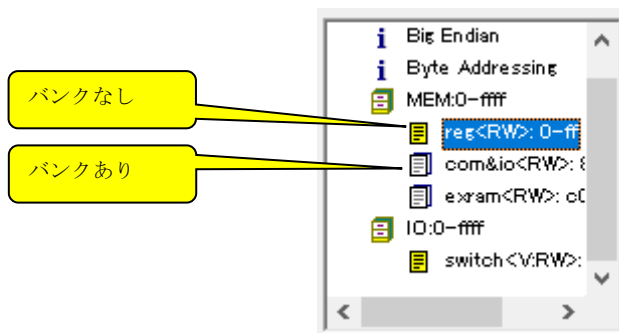 Big Endian
Byte Addressing
MEM:0-ffff
バンクなし
reg<RW>: 0-ff
バンクあり
com&io<RW>: 8
exram<RW>: c0
IO:0-ffff
switch<V:RW>: